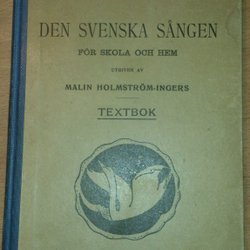 DEN SVENSKA SÅNGEN
FÖR SKOLA OCH HEM
UTGIVEN AV
MALIN HOLMSTRÖM-INGERS
TEXTBOK